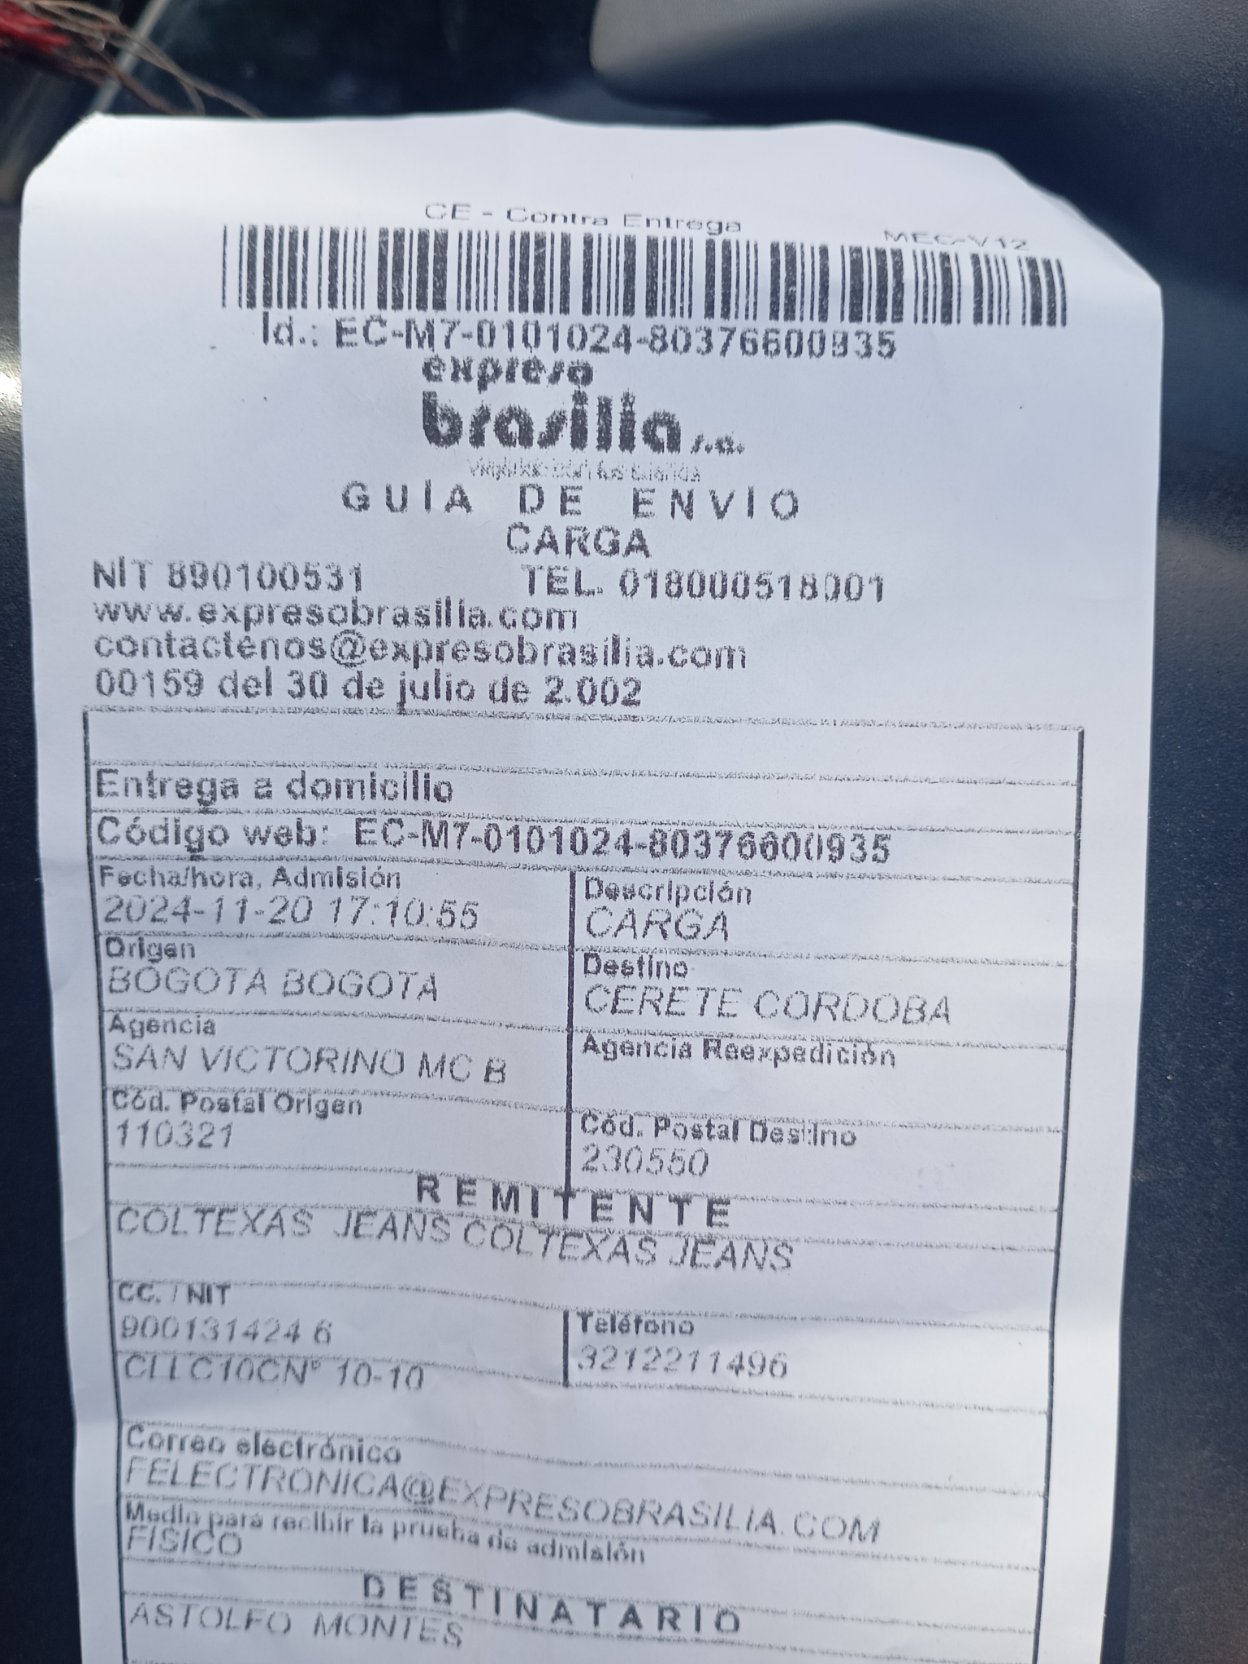 CE - Contra Entrega
MEC-V12
Id.: EC-M7-0101024-80376600935
expreso
brasilia s.a.
GUÍA DE ENVIO
CARGA
NIT 890100531 TEL. 018000518001
www.expresobrasilia.com
contactenos@expresobrasilia.com
00159 del 30 de julio de 2.002
Entrega a domicilio
Código web: EC-M7-0101024-80376600935
Fecha/hora, Admisión
2024-11-20 17:10:55
Descripción
CARGA
Origen
BOGOTA BOGOTA
Destino
CERETE CORDOBA
Agencia
SAN VICTORINO MC B
Agencia Reexpedición
Cód. Postal Origen
110321
Cód. Postal Destino
230550
REMITENTE
COLTEXAS JEANS COLTEXAS JEANS
CC. / NIT
900131424 6
Teléfono
3212211496
CLLC10CN° 10-10
Correo electrónico
FELECTRONICA@EXPRESOBRASILIA.COM
Medio para recibir la prueba de admisión
FISICO
DESTINATARIO
ASTOLFO MONTES